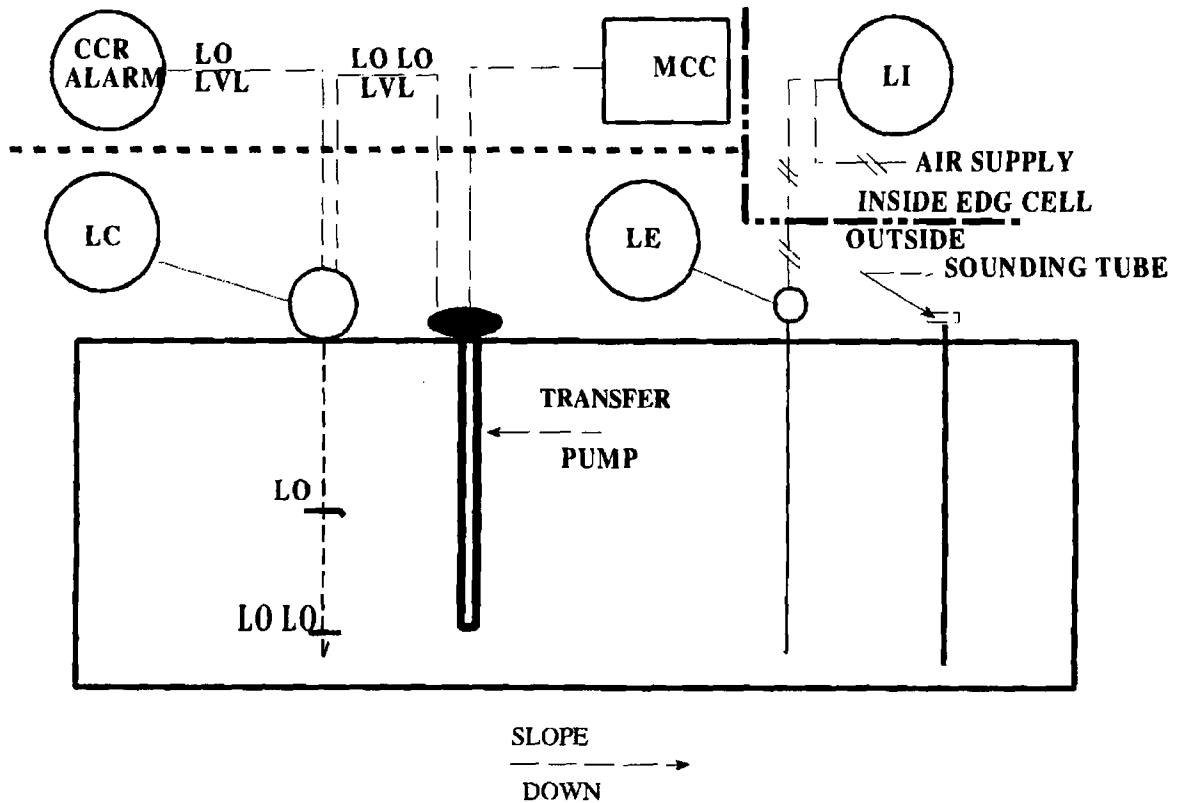 CCR
ALARM
LO
LVL
LO LO
LVL
MCC
LI
AIR SUPPLY
INSIDE EDG CELL
OUTSIDE
SOUNDING TUBE
LC
LE
TRANSFER
PUMP
LO
LO LO
SLOPE
DOWN